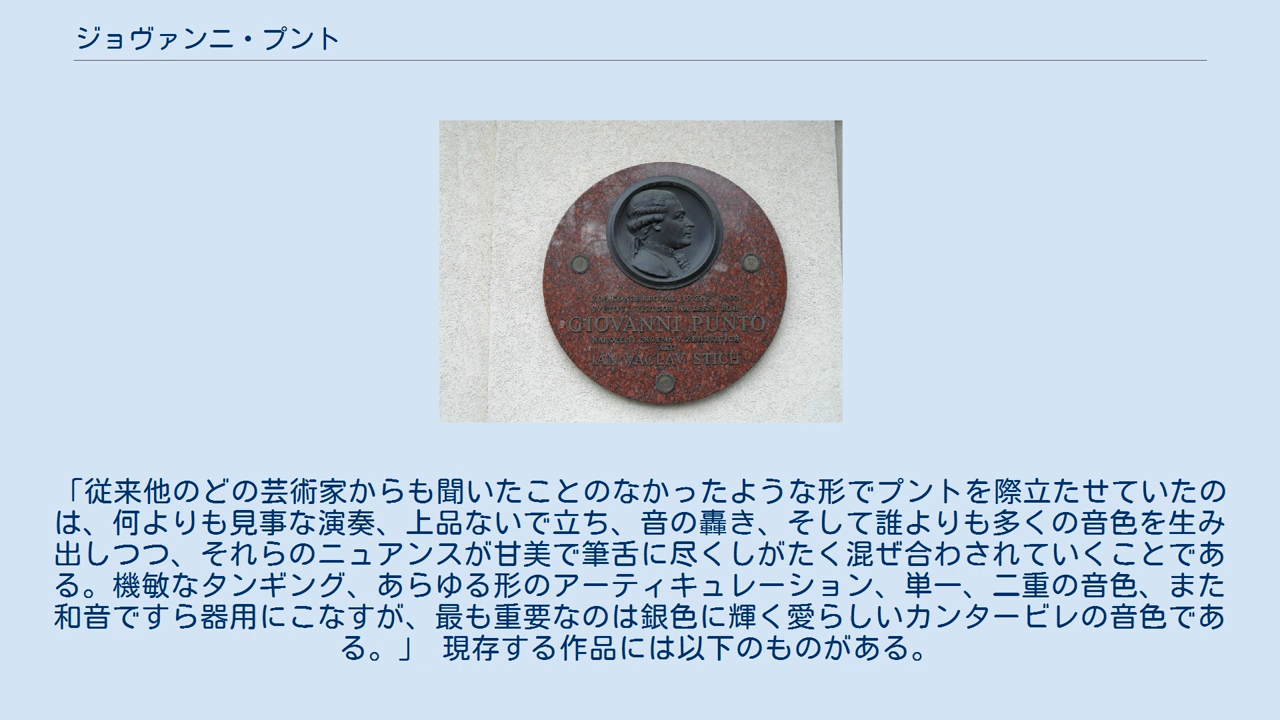 ジョヴァンニ・プント
GIOVANNI PUNTO
JAN VÁCLAV STICH
「従来他のどの芸術家からも聞いたことのなかったような形でプントを際立たせていたの
は、何よりも見事な演奏、上品ないで立ち、音の轟き、そして誰よりも多くの音色を生み
出しつつ、それらのニュアンスが甘美で筆舌に尽くしがたく混ぜ合わされていくことであ
る。機敏なタンギング、あらゆる形のアーティキュレーション、単一、二重の音色、また
和音ですら器用にこなすが、最も重要なのは銀色に輝く愛らしいカンタービレの音色であ
る。」 現存する作品には以下のものがある。